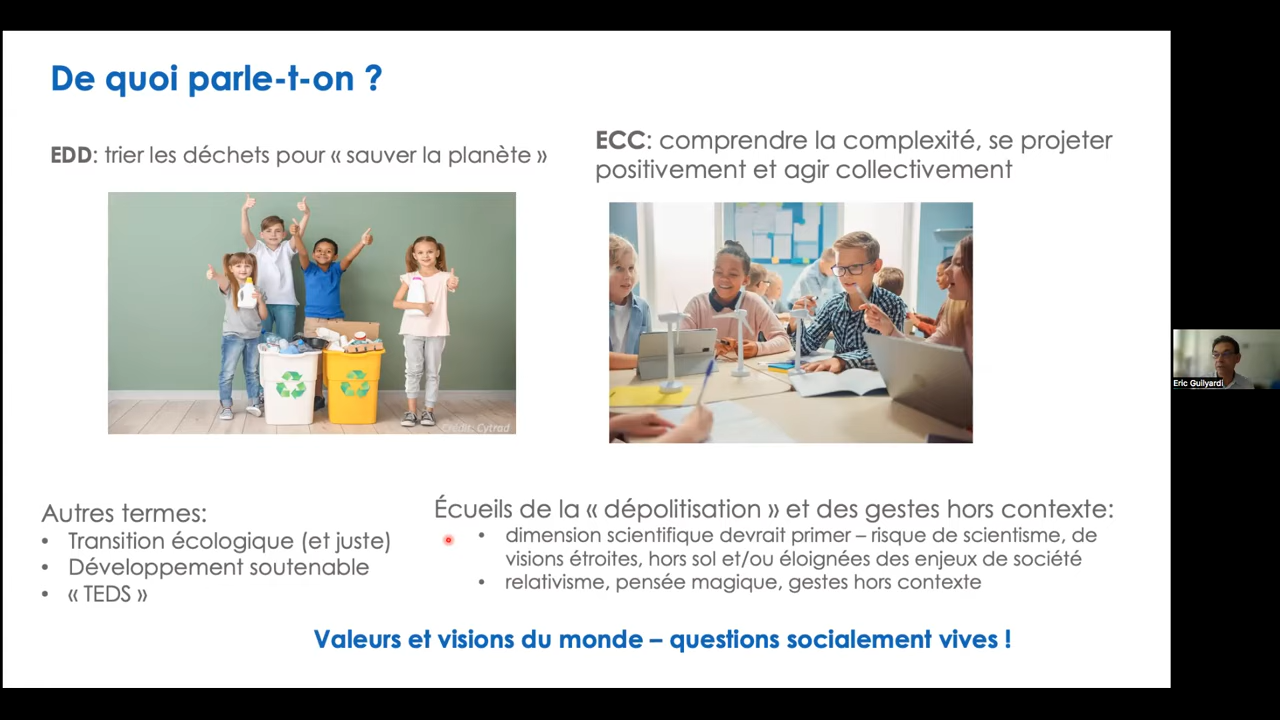 De quoi parle-t-on ?
EDD: trier les déchets pour « sauver la planète »
ECC: comprendre la complexité, se projeter
positivement et agir collectivement
Crédit: Cytrad
Eric Guilyardi
Autres termes:
• Transition écologique (et juste)
• Développement soutenable
• « TEDS »
Écueils de la « dépolitisation » et des gestes hors contexte:
• dimension scientifique devrait primer – risque de scientisme, de
visions étroites, hors sol et/ou éloignées des enjeux de société
• relativisme, pensée magique, gestes hors contexte
Valeurs et visions du monde – questions socialement vives !